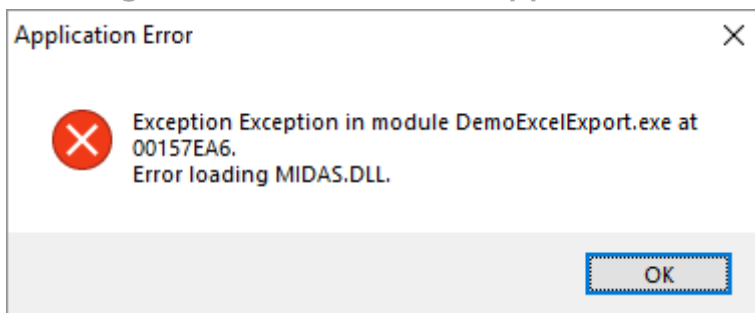 Application Error
Exception Exception in module DemoExcelExport.exe at
00157EA6.
Error loading MIDAS.DLL.
OK